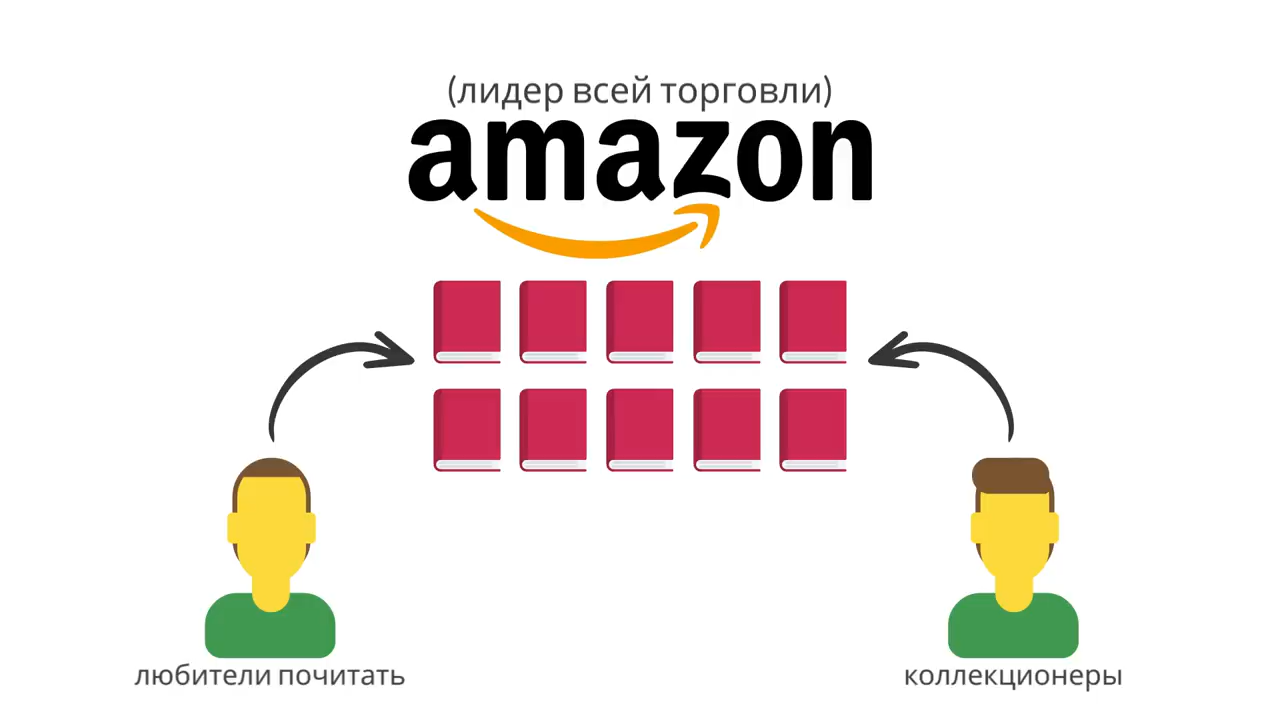 (лидер всей торговли)
amazon
любители почитать
коллекционеры